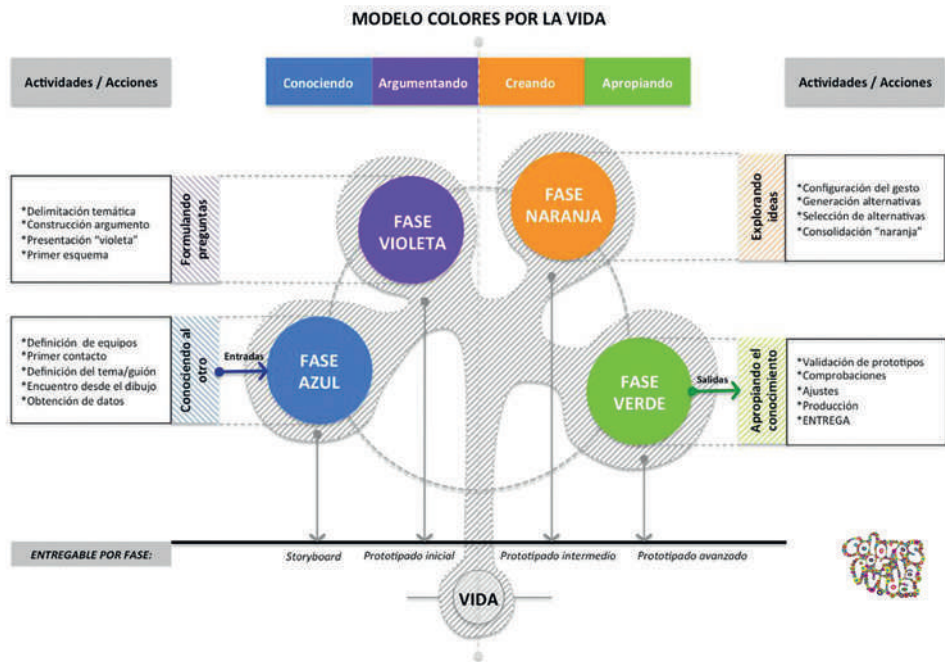 MODELO COLORES POR LA VIDA
Actividades / Acciones
Conociendo
Argumentando
Creando
Apropiando
Actividades / Acciones
*Delimitación temática
*Construcción argumento
*Presentación “violeta”
*Primer esquema
Formulando
preguntas
FASE
VIOLETA
FASE
NARANJA
Explorando
ideas
*Configuración del gesto
*Generación alternativas
*Selección de alternativas
*Consolidación “naranja”
*Definición de equipos
*Primer contacto
*Definición del tema/guión
*Encuentro desde el dibujo
*Obtención de datos
Conociendo al
otro
Entradas
FASE
AZUL
FASE
VERDE
Salidas
Apropiando el
conocimiento
*Validación de prototipos
*Comprobaciones
*Ajustes
*Producción
*ENTREGA
ENTREGABLE POR FASE:
Storyboard
Prototipado inicial
Prototipado intermedio
Prototipado avanzado
VIDA
colores
por la
vida